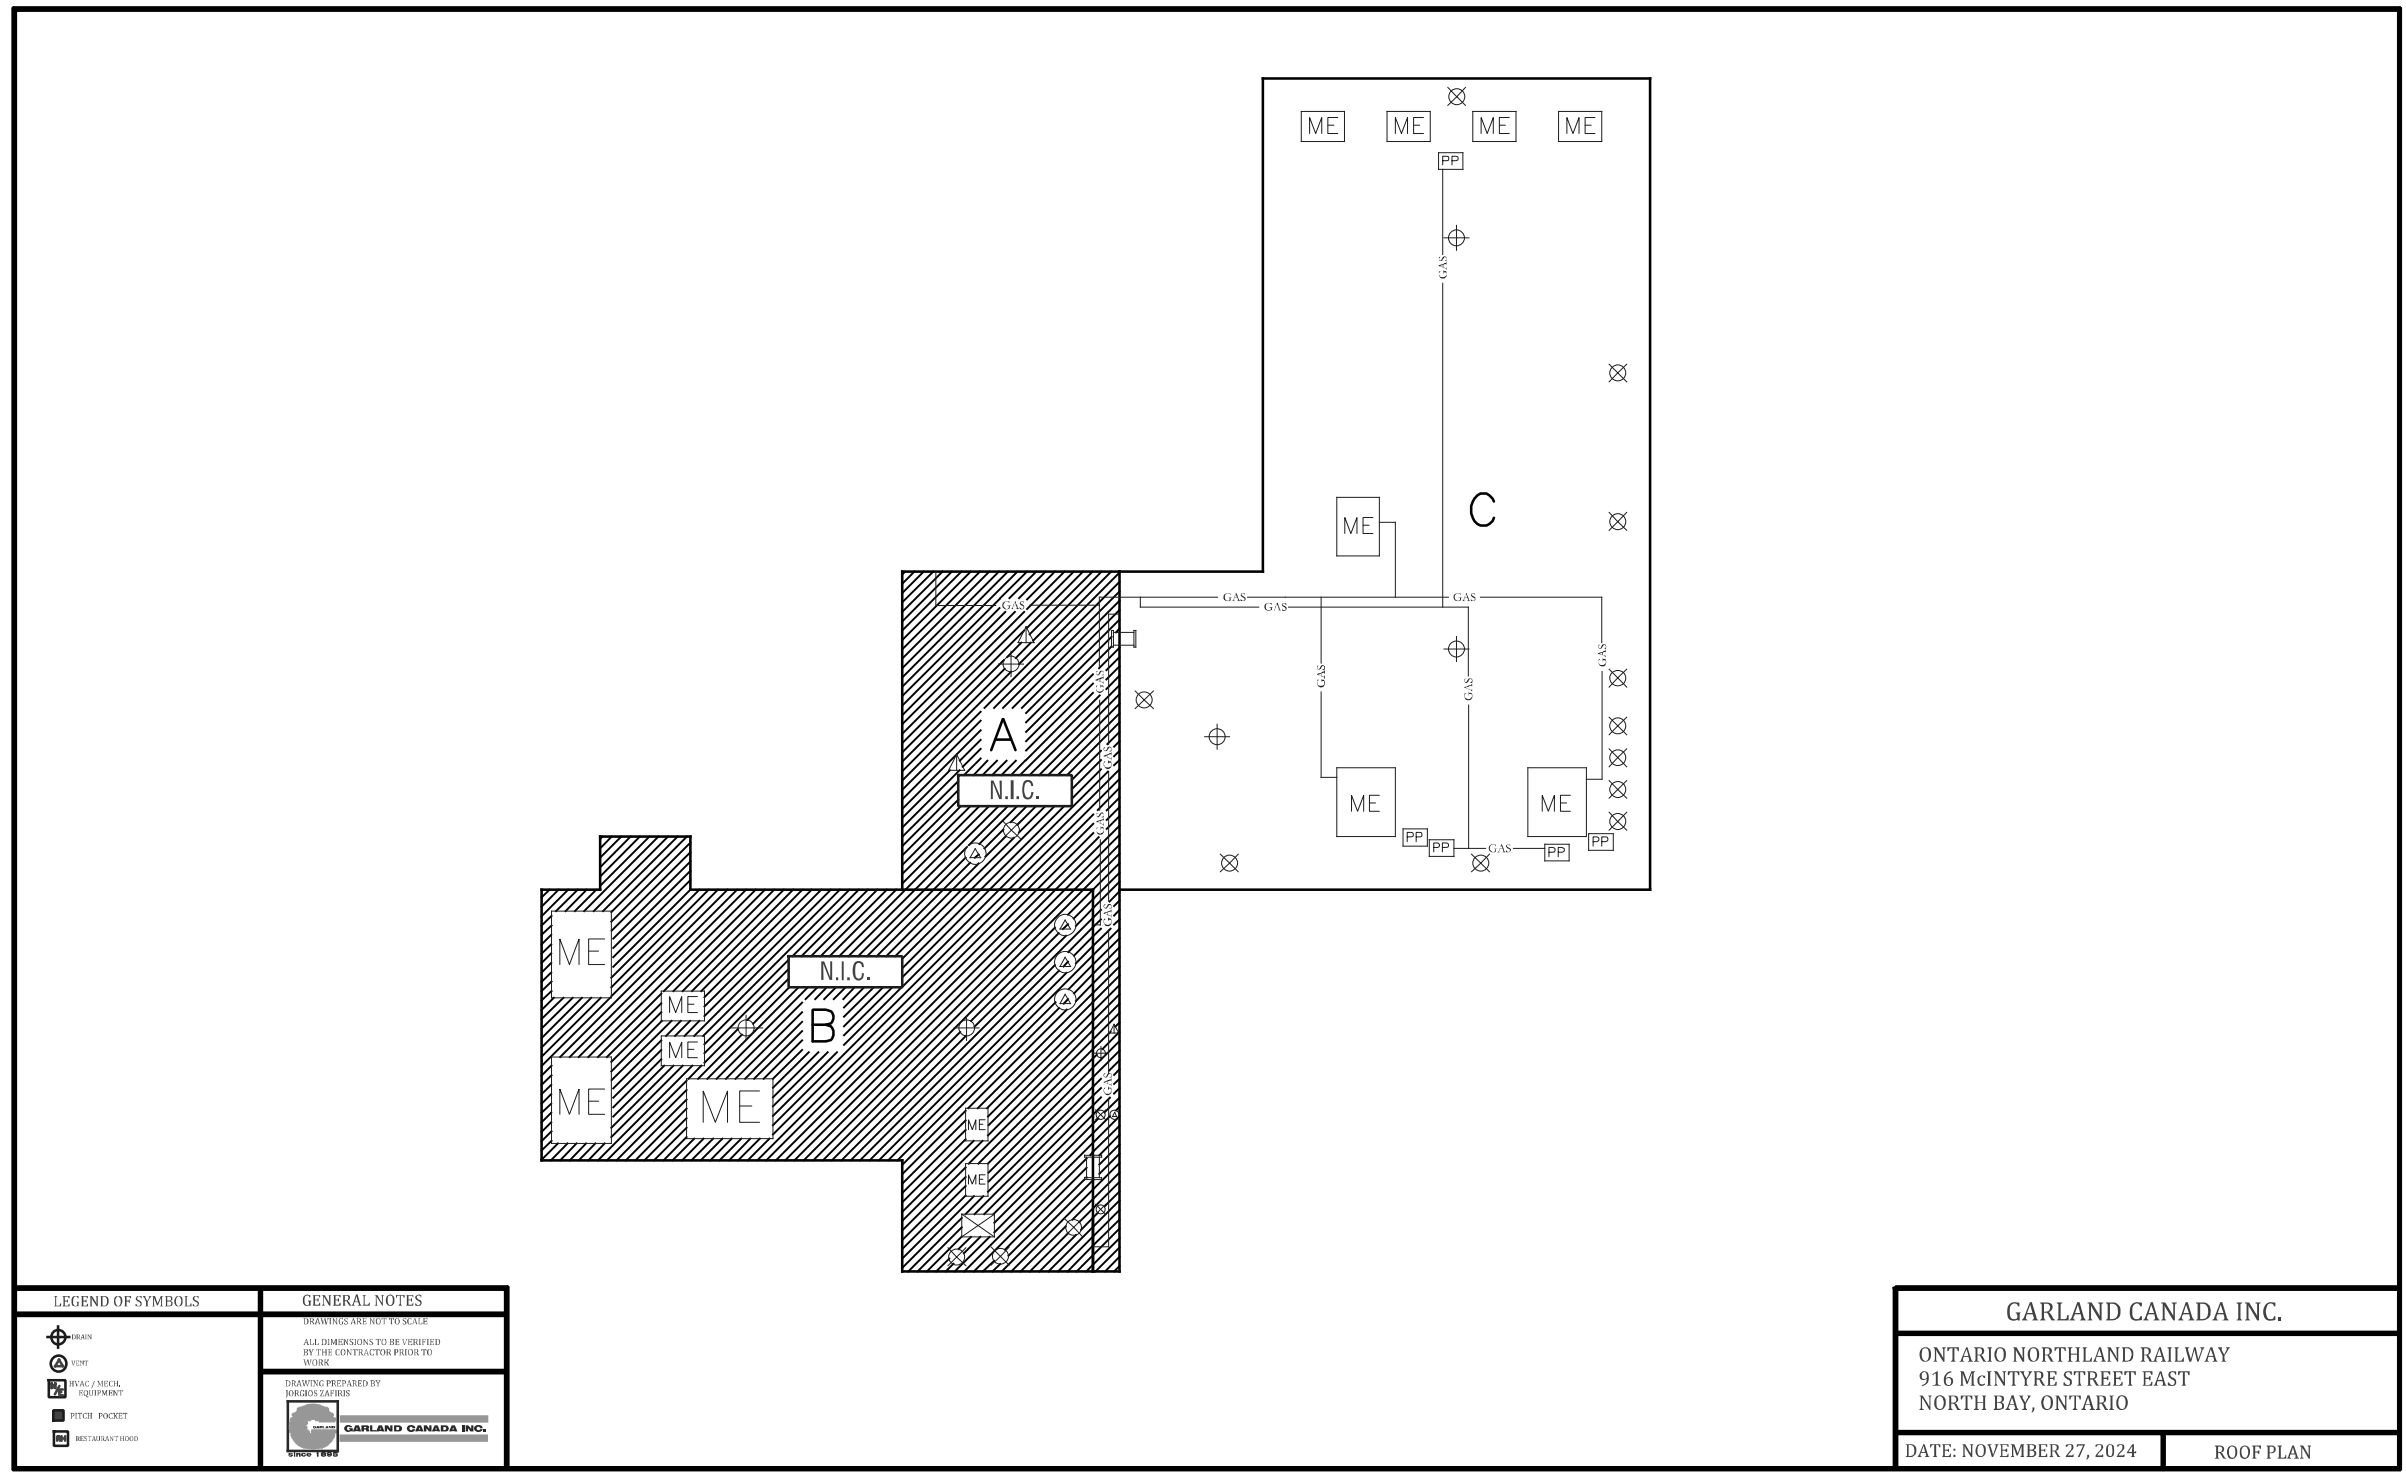 ME ME ME ME
PP
GAS
C
ME
GAS GAS
GAS
GAS
GAS
GAS
GAS
GAS
A
GAS
N.I.C.
GAS
ME ME
PP PP GAS PP PP
GAS
ME
N.I.C.
ME
B
ME
GAS
ME
ME
ME
ME
LEGEND OF SYMBOLS
DRAIN
VENT
HVAC / MECH.
EQUIPMENT
PITCH POCKET
RH RESTAURANT HOOD
GENERAL NOTES
DRAWINGS ARE NOT TO SCALE
ALL DIMENSIONS TO BE VERIFIED
BY THE CONTRACTOR PRIOR TO
WORK
DRAWING PREPARED BY
JORGIOS ZAFIRIS
GARLAND
GARLAND CANADA INC.
since 1895
GARLAND CANADA INC.
ONTARIO NORTHLAND RAILWAY
916 McINTYRE STREET EAST
NORTH BAY, ONTARIO
DATE: NOVEMBER 27, 2024
ROOF PLAN